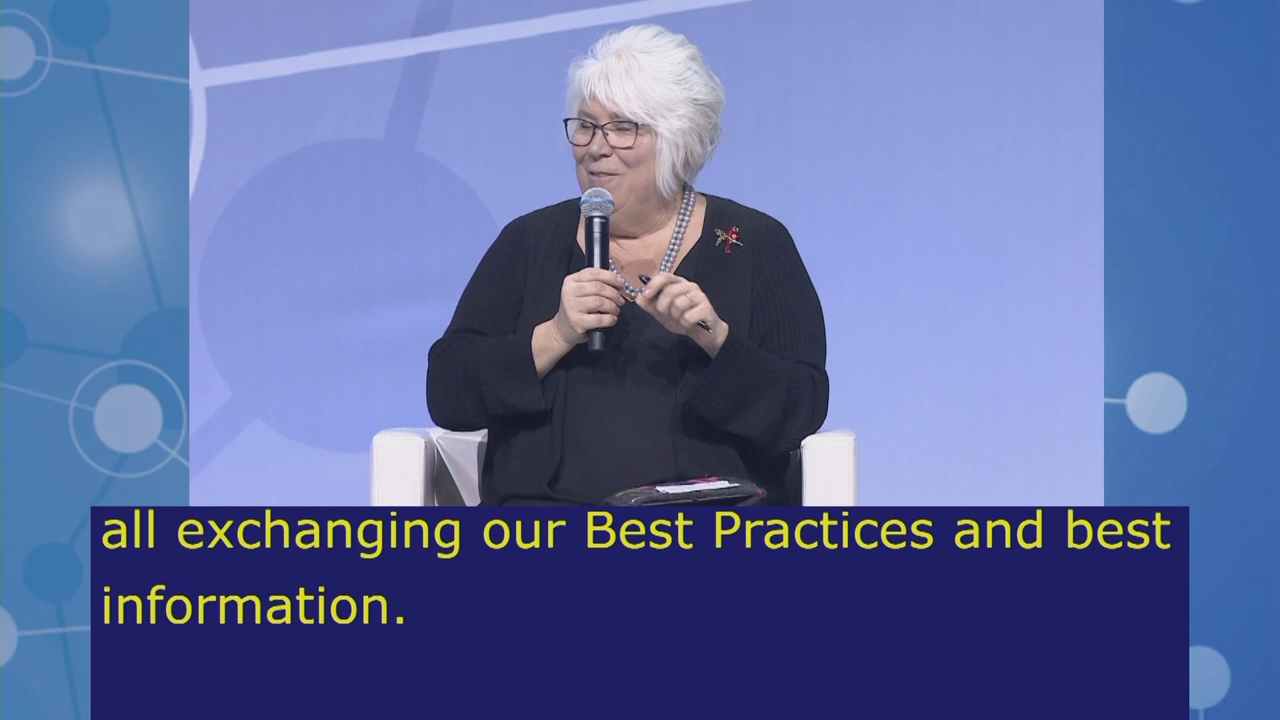 all exchanging our Best Practices and best
information.